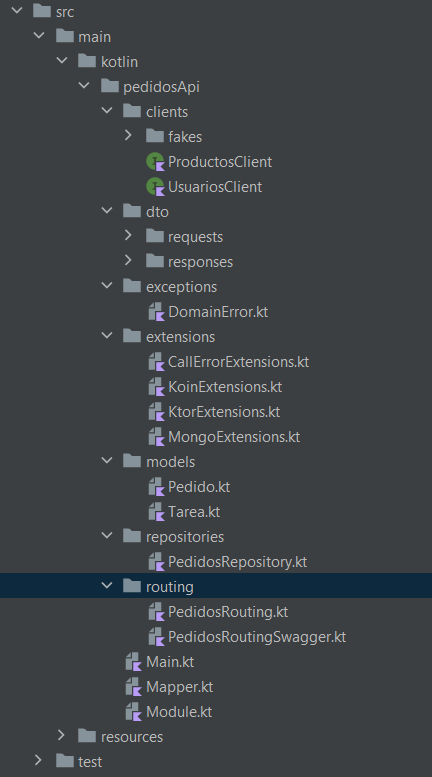 src
main
kotlin
pedidosApi
clients
fakes
ProductosClient
UsuariosClient
dto
requests
responses
exceptions
DomainError.kt
extensions
CallErrorExtensions.kt
KoinExtensions.kt
KtorExtensions.kt
MongoExtensions.kt
models
Pedido.kt
Tarea.kt
repositories
PedidosRepository.kt
routing
PedidosRouting.kt
PedidosRoutingSwagger.kt
Main.kt
Mapper.kt
Module.kt
resources
test